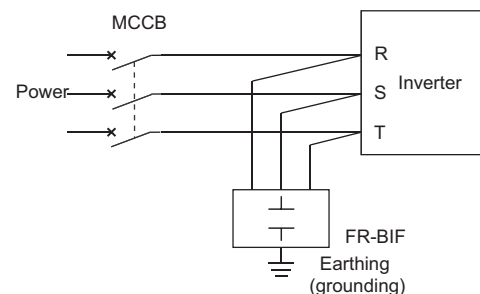 MCCB
R
Inverter
Power
S
T
FR-BIF
Earthing
(grounding)